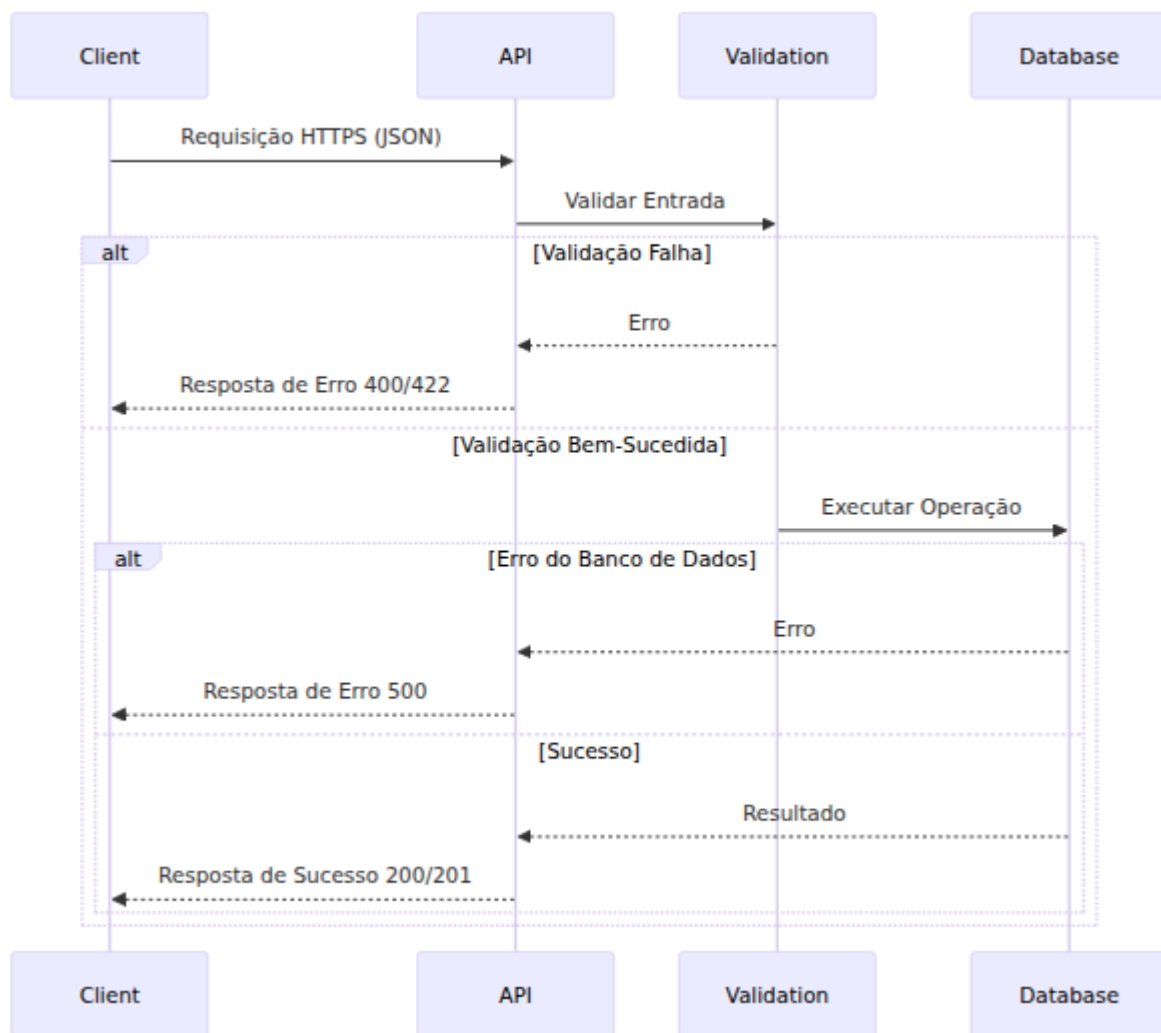 Client
API
Validation
Database
Requisição HTTPS (JSON)
Validar Entrada
alt
[Validação Falha]
Erro
Resposta de Erro 400/422
[Validação Bem-Sucedida]
Executar Operação
alt
[Erro do Banco de Dados]
Erro
Resposta de Erro 500
[Sucesso]
Resultado
Resposta de Sucesso 200/201
Client
API
Validation
Database